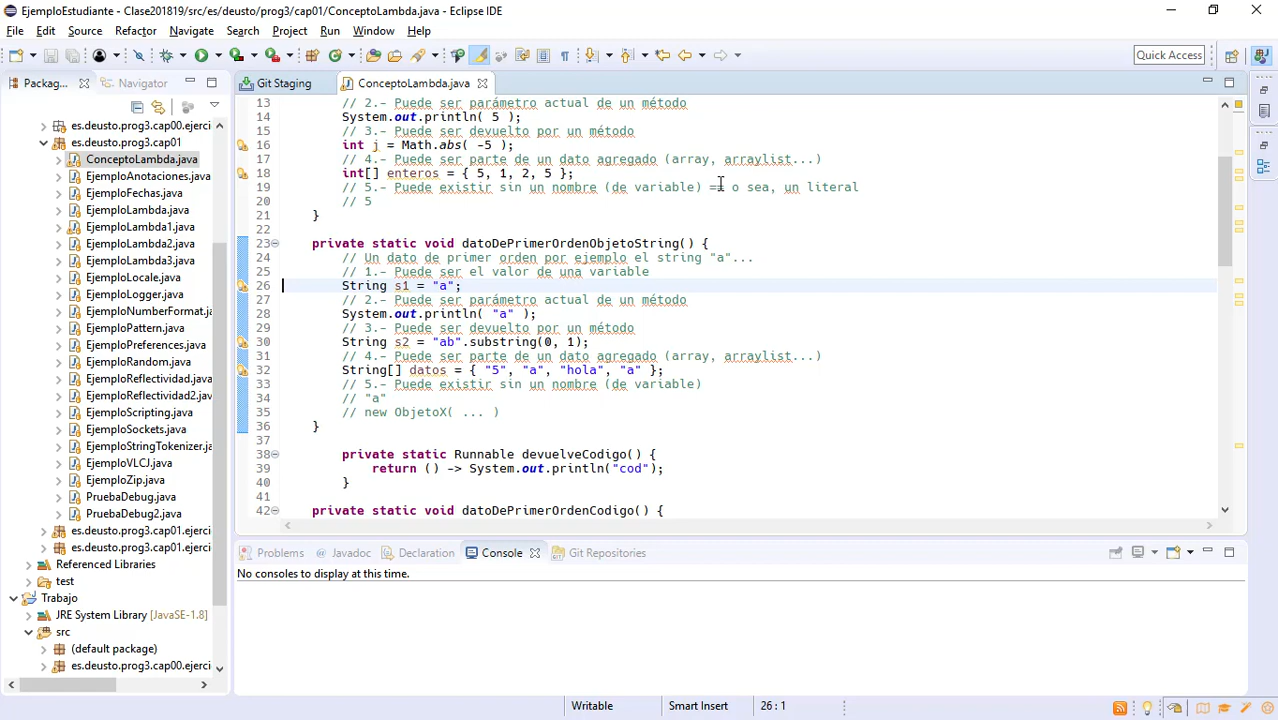 EjemploEstudiante - Clase201819/src/es/deusto/prog3/cap01/ConceptoLambda.java - Eclipse IDE
File Edit Source Refactor Navigate Search Project Run Window Help
Quick Access
Packag...
Navigator
Git Staging
ConceptoLambda.java
es.deusto.prog3.cap00.ejerci
es.deusto.prog3.cap01
ConceptoLambda.java
EjemploAnotaciones.java
EjemploFechas.java
EjemploLambda.java
EjemploLambda1.java
EjemploLambda2.java
EjemploLambda3.java
EjemploLocale.java
EjemploLogger.java
EjemploNumberFormat.j
EjemploPattern.java
EjemploPreferences.java
EjemploRandom.java
EjemploReflectividad.java
EjemploReflectividad2.java
EjemploScripting.java
EjemploSockets.java
EjemploStringTokenizer.ja
EjemploVLCJ.java
EjemploZip.java
PruebaDebug.java
PruebaDebug2.java
es.deusto.prog3.cap01.ejerci
es.deusto.prog3.cap01.ejerci
Referenced Libraries
test
Trabajo
JRE System Library [JavaSE-1.8]
src
(default package)
es.deusto.prog3.cap00.ejerci
13 // 2.- Puede ser parámetro actual de un método
14 System.out.println( 5 );
15 // 3.- Puede ser devuelto por un método
16 int j = Math.abs( -5 );
17 // 4.- Puede ser parte de un dato agregado (array, arraylist...)
18 int[] enteros = { 5, 1, 2, 5 };
19 // 5.- Puede existir sin un nombre (de variable) == o sea, un literal
20 // 5
21 }
22
23 private static void datoDePrimerOrdenObjetoString() {
24 // Un dato de primer orden por ejemplo el string "a"...
25 // 1.- Puede ser el valor de una variable
26 String s1 = "a";
27 // 2.- Puede ser parámetro actual de un método
28 System.out.println( "a" );
29 // 3.- Puede ser devuelto por un método
30 String s2 = "ab".substring(0, 1);
31 // 4.- Puede ser parte de un dato agregado (array, arraylist...)
32 String[] datos = { "5", "a", "hola", "a" };
33 // 5.- Puede existir sin un nombre (de variable)
34 // "a"
35 // new ObjetoX( ... )
36 }
37
38 private static Runnable devuelveCodigo() {
39 return () -> System.out.println("cod");
40 }
41
42 private static void datoDePrimerOrdenCodigo() {
Problems Javadoc Declaration Console Git Repositories
No consoles to display at this time.
Writable Smart Insert 26 : 1